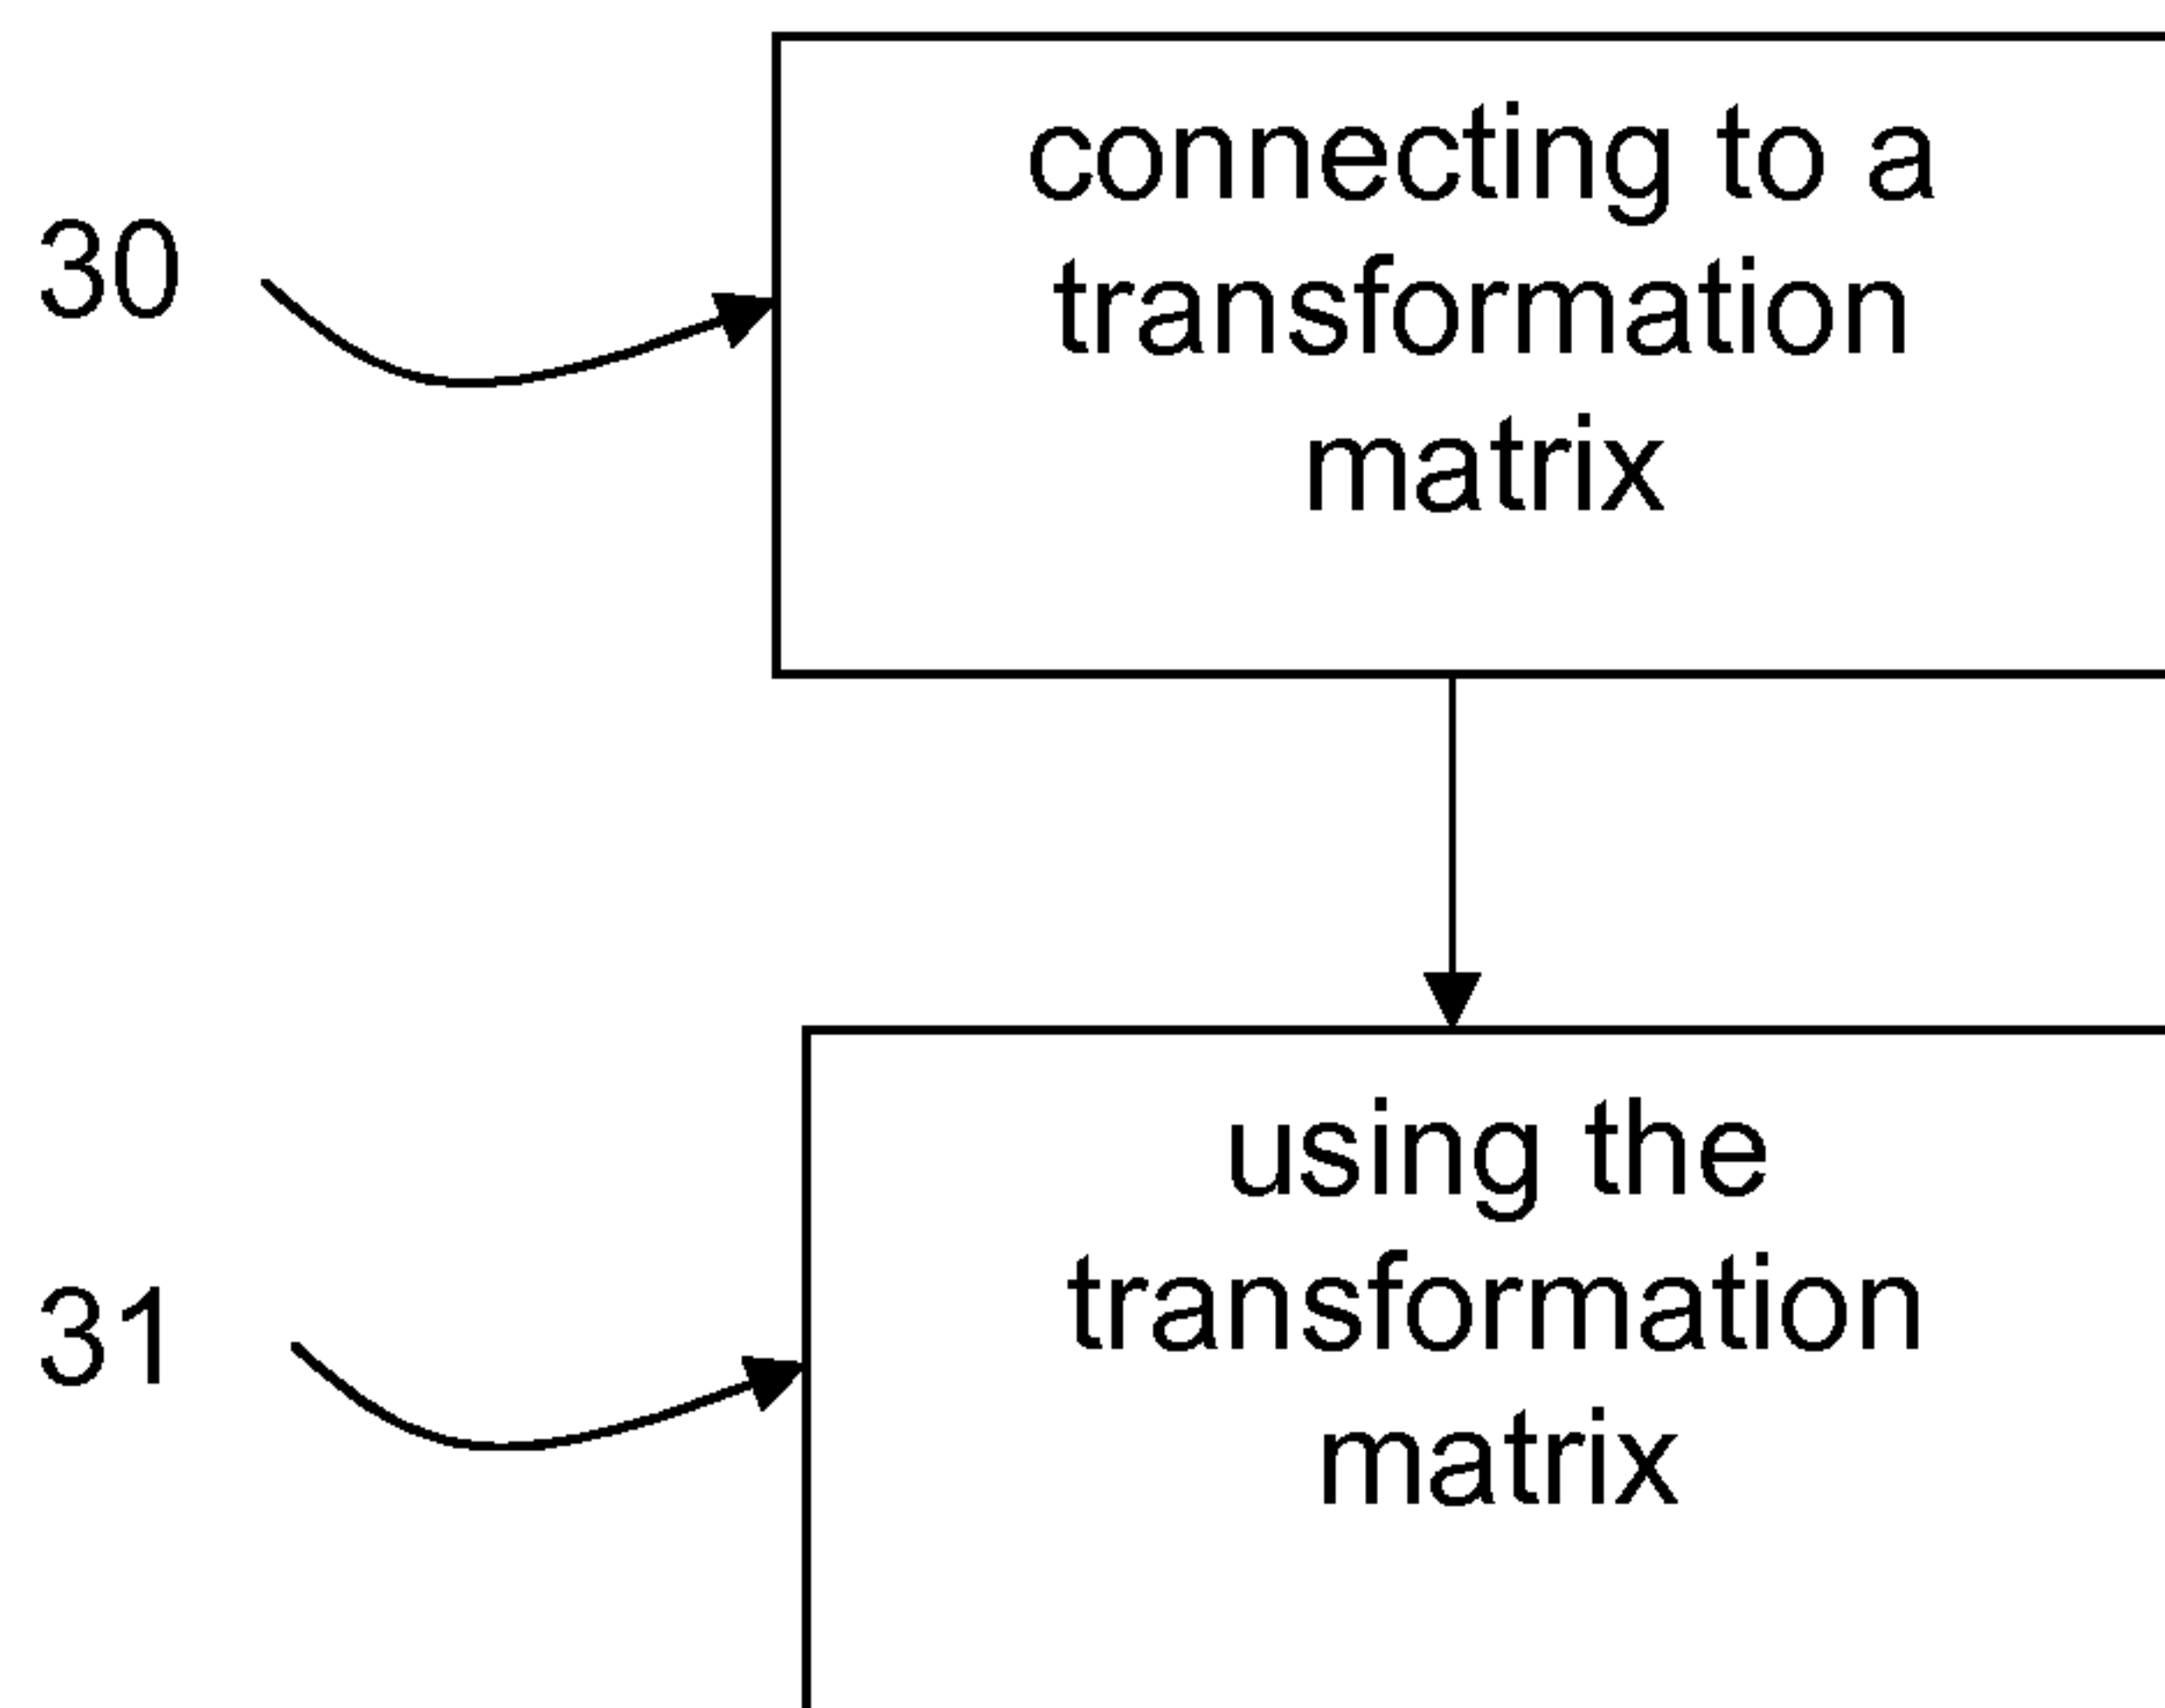 30
connecting to a
transformation
matrix
31
using the
transformation
matrix